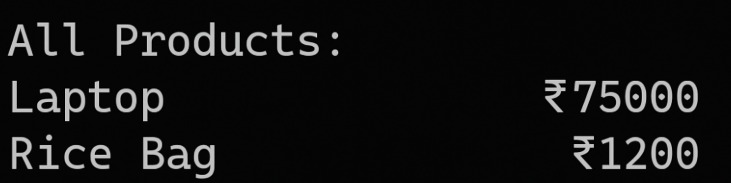 All Products:
Laptop ₹75000
Rice Bag ₹1200